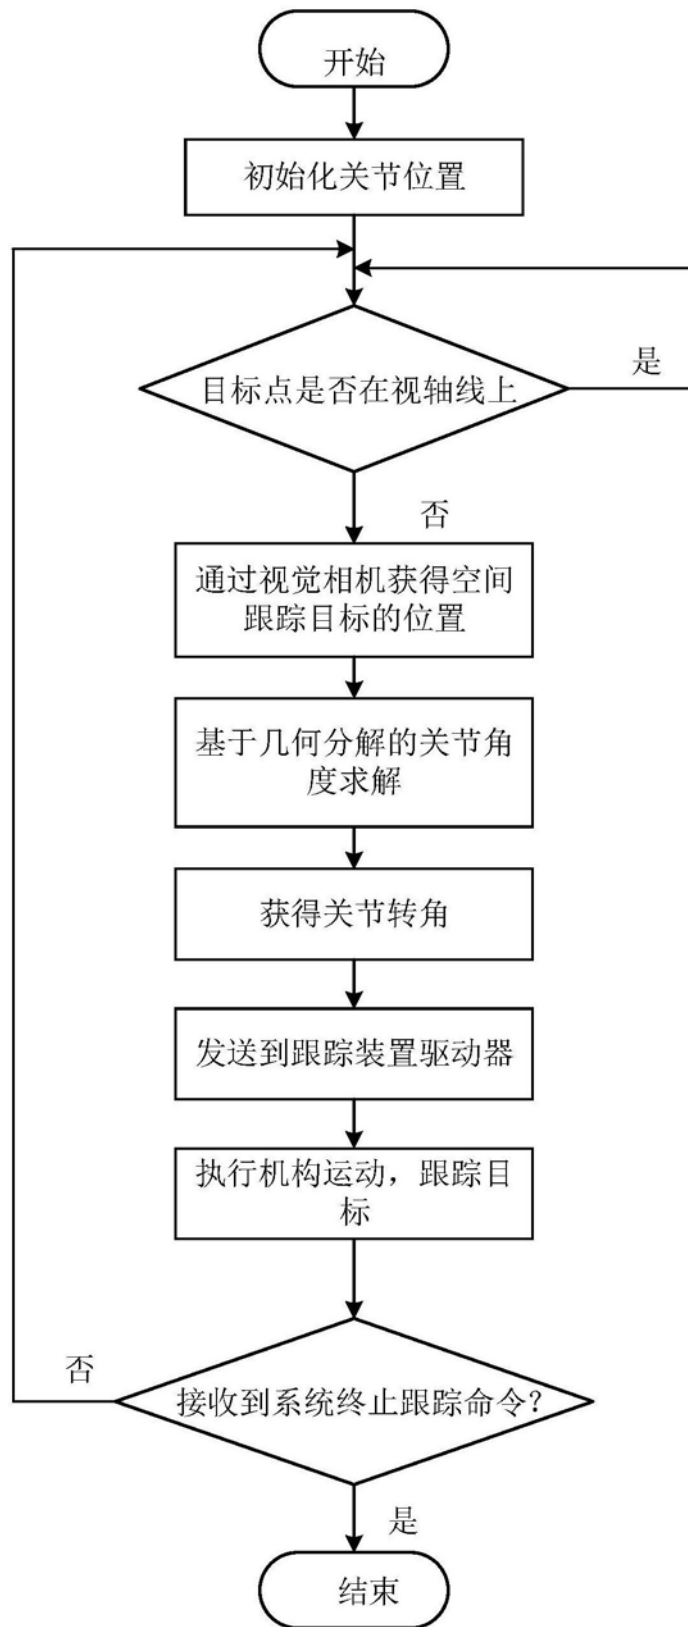 开始
初始化关节位置
目标点是否在视轴线上
是
否
通过视觉相机获得空间
跟踪目标的位置
基于几何分解的关节角
度求解
获得关节转角
发送到跟踪装置驱动器
执行机构运动，跟踪目
标
否
接收到系统终止跟踪命令？
是
结束